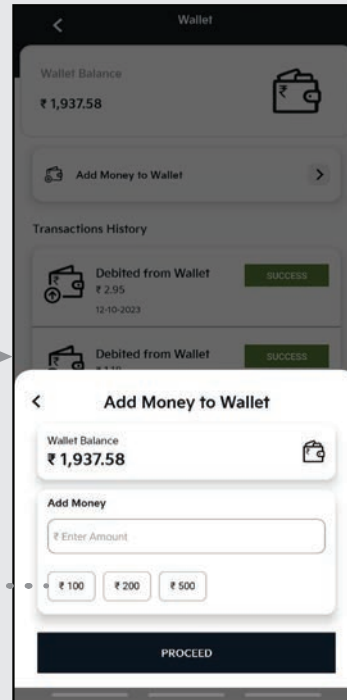 Wallet
Wallet Balance
₹ 1,937.58
Add Money to Wallet
Transactions History
Debited from Wallet
SUCCESS
₹ 2.95
12-10-2023
Debited from Wallet
SUCCESS
Add Money to Wallet
Wallet Balance
₹ 1,937.58
Add Money
₹ Enter Amount
₹ 100 ₹ 200 ₹ 500
PROCEED